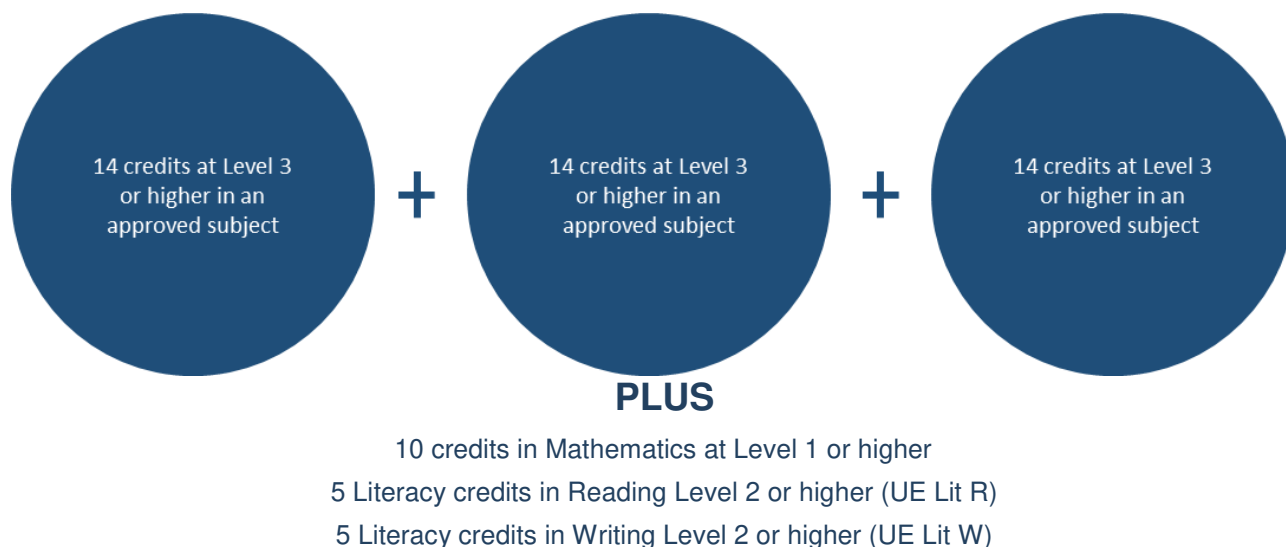 14 credits at Level 3
or higher in an
approved subject
+
14 credits at Level 3
or higher in an
approved subject
+
14 credits at Level 3
or higher in an
approved subject
PLUS
10 credits in Mathematics at Level 1 or higher
5 Literacy credits in Reading Level 2 or higher (UE Lit R)
5 Literacy credits in Writing Level 2 or higher (UE Lit W)